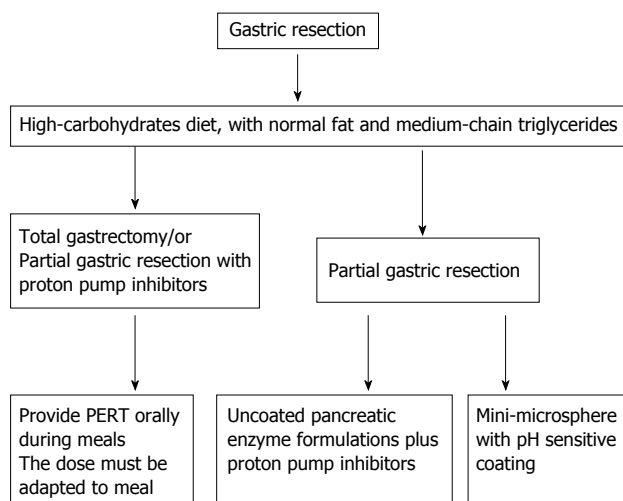 Gastric resection
High-carbohydrates diet, with normal fat and medium-chain triglycerides
Total gastrectomy/or
Partial gastric resection with
proton pump inhibitors
Partial gastric resection
Provide PERT orally
during meals
The dose must be
adapted to meal
Uncoated pancreatic
enzyme formulations plus
proton pump inhibitors
Mini-microsphere
with pH sensitive
coating